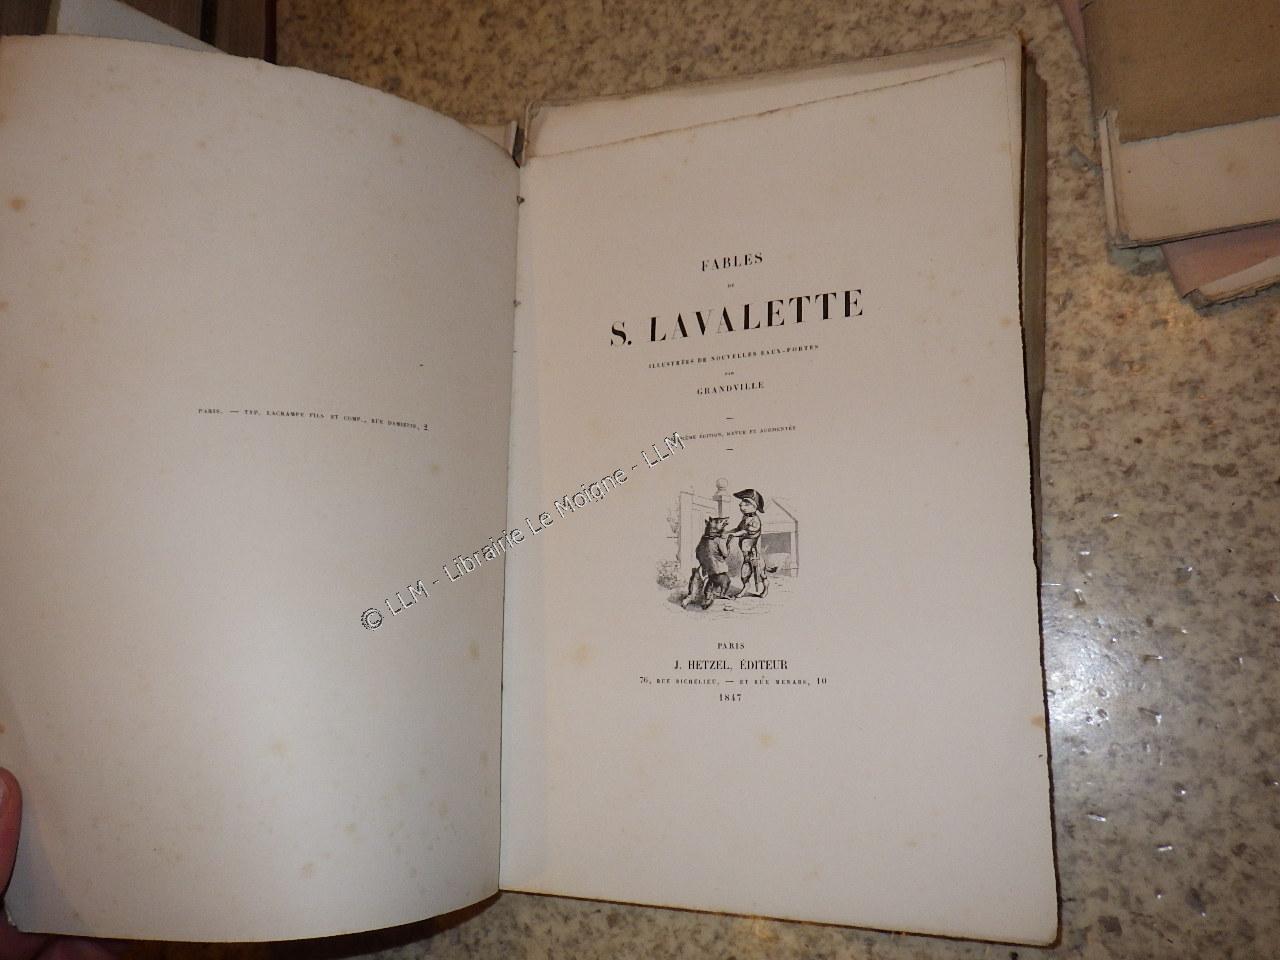 PARIS. — TYP. LACRAMPE FILS ET COMP., RUE DAMIETTE, 2.
FABLES
DE
S. LAVALETTE
ILLUSTRÉES DE NOUVELLES EAUX-FORTES
PAR
GRANDVILLE
ÉDITION, REVUE ET AUGMENTÉE
PARIS
J. HETZEL, ÉDITEUR
76, RUE RICHELIEU, — ET RUE MENARS, 10
1847
© LLM - Librairie Le Moigne - LLM